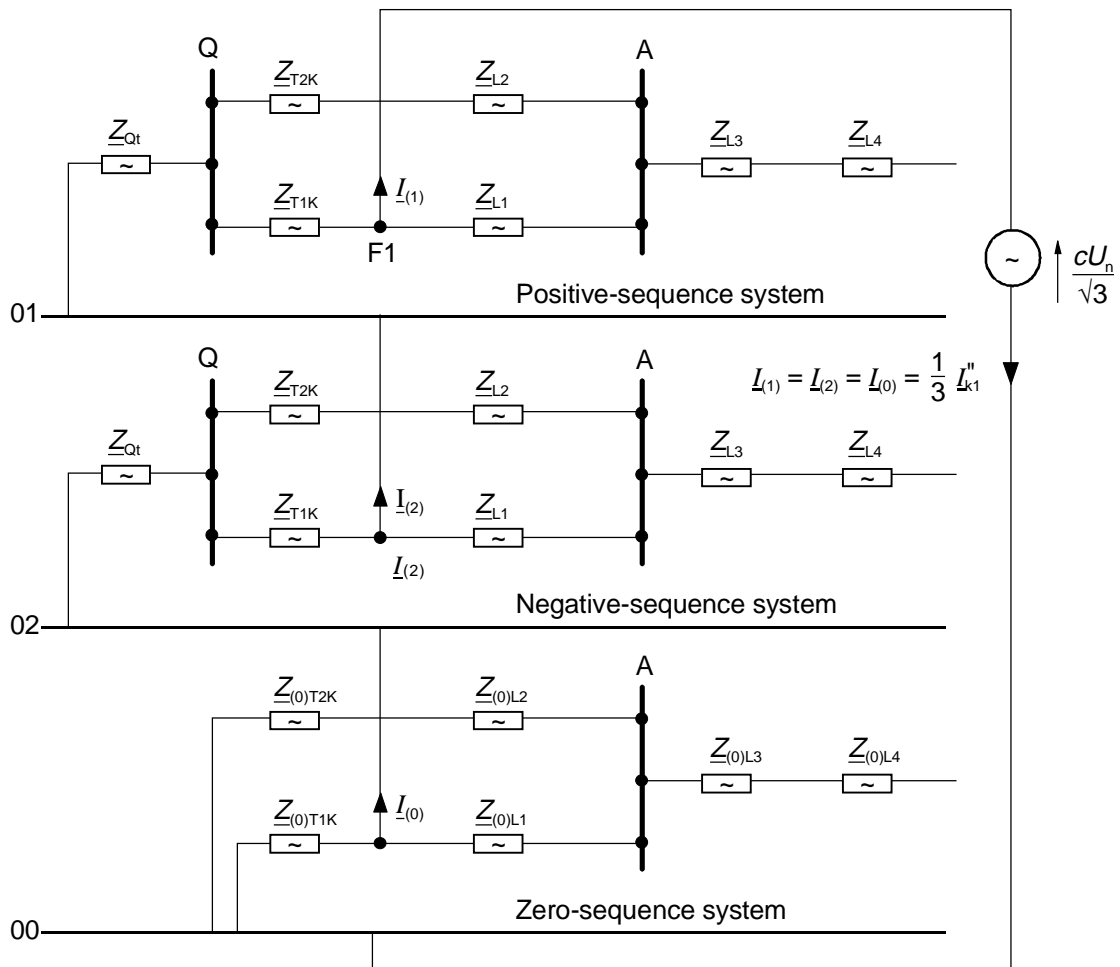 Q
A
Z_T2K
Z_L2
Z_Qt
~
~
Z_L3
Z_L4
~
~
~
Z_T1K
I_(1)
Z_L1
~
~
F1
~
cU_n
√3
Positive-sequence system
01
Q
A
Z_T2K
Z_L2
I_(1) = I_(2) = I_(0) = 1/3 I"_k1
~
~
Z_Qt
Z_L3
Z_L4
~
~
~
Z_T1K
I_(2)
Z_L1
~
~
I_(2)
Negative-sequence system
02
A
Z_(0)T2K
Z_(0)L2
~
~
Z_(0)L3
Z_(0)L4
~
~
Z_(0)T1K
I_(0)
Z_(0)L1
~
~
Zero-sequence system
00